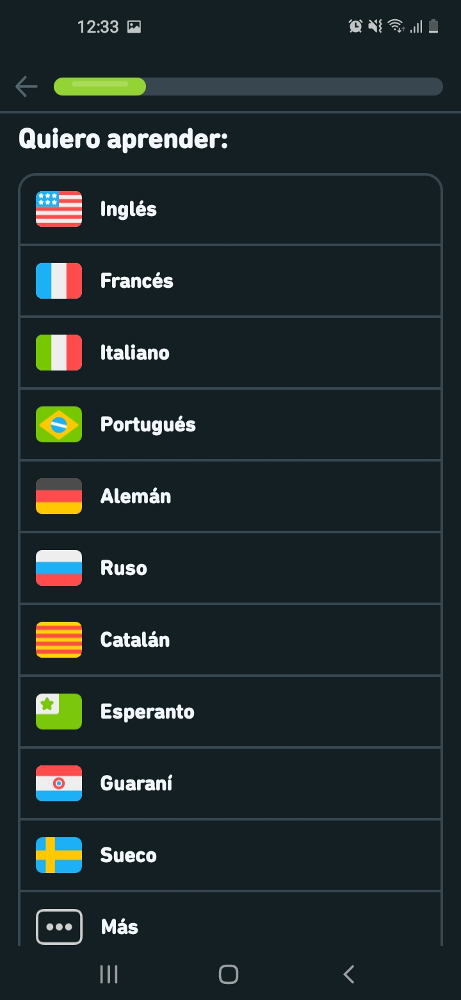 12:33
Quiero aprender:
Inglés
Francés
Italiano
Portugués
Alemán
Ruso
Catalán
Esperanto
Guaraní
Sueco
Más